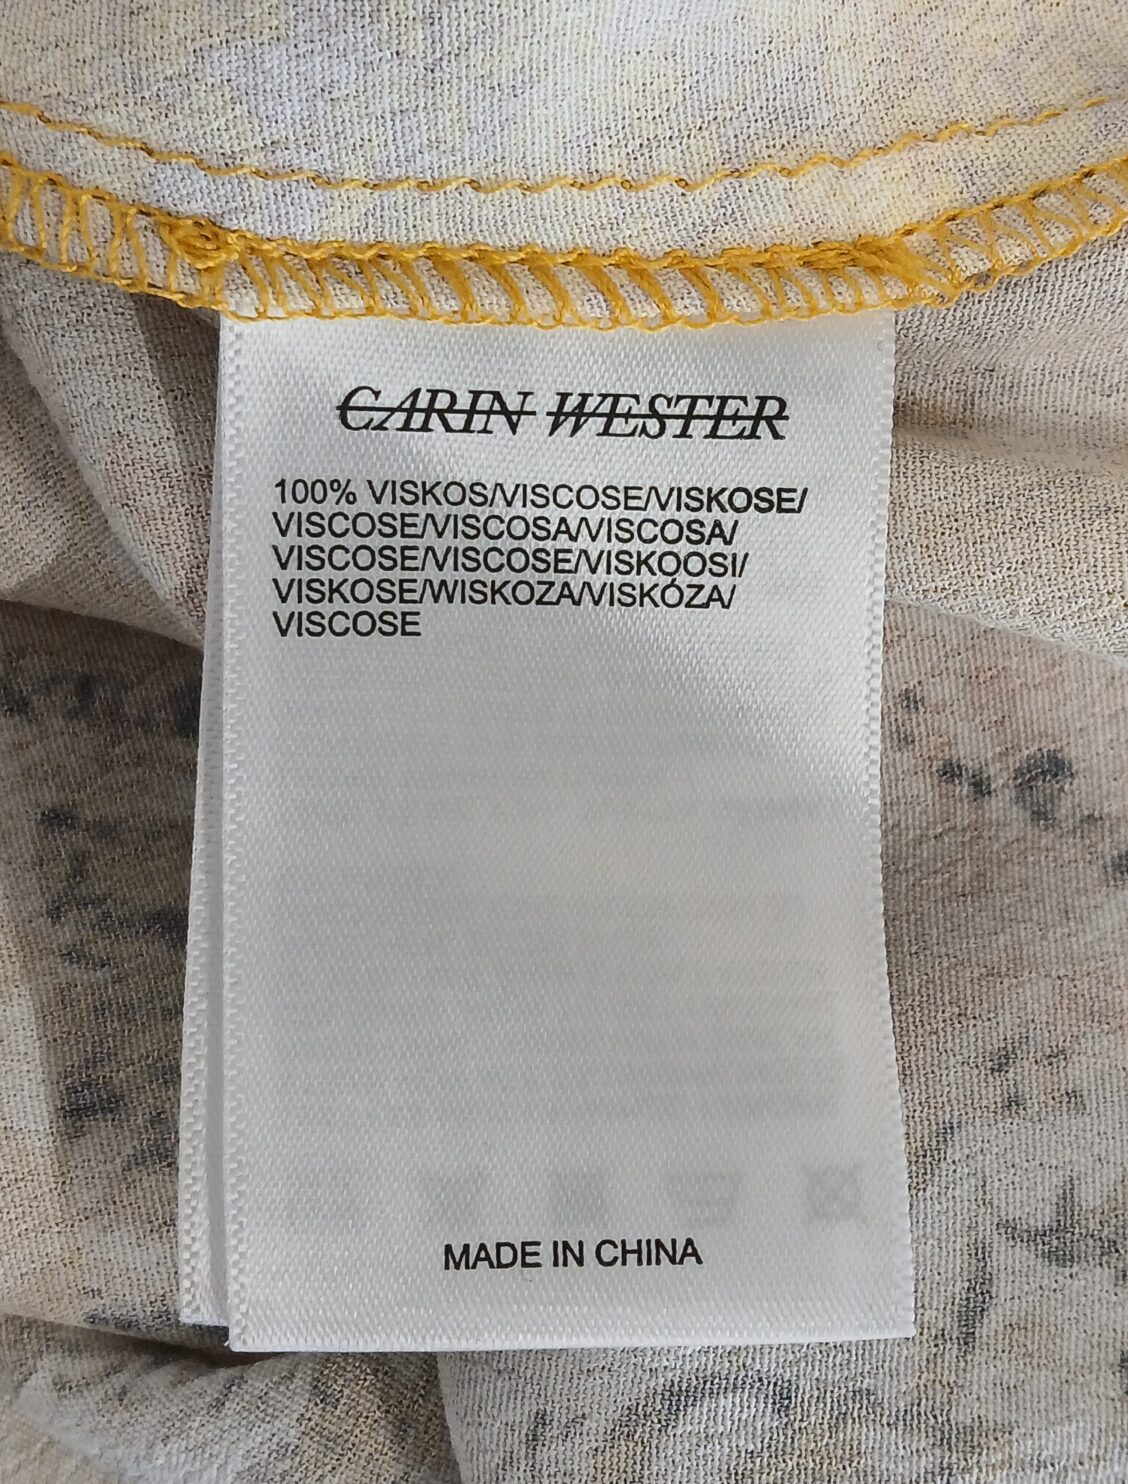 CARIN WESTER
100% VISKOS/VISCOSE/VISKOSE/
VISCOSE/VISCOSA/VISCOSA/
VISCOSE/VISCOSE/VISKOOSI/
VISKOSE/WISKOZA/VISKÓZA/
VISCOSE
MADE IN CHINA